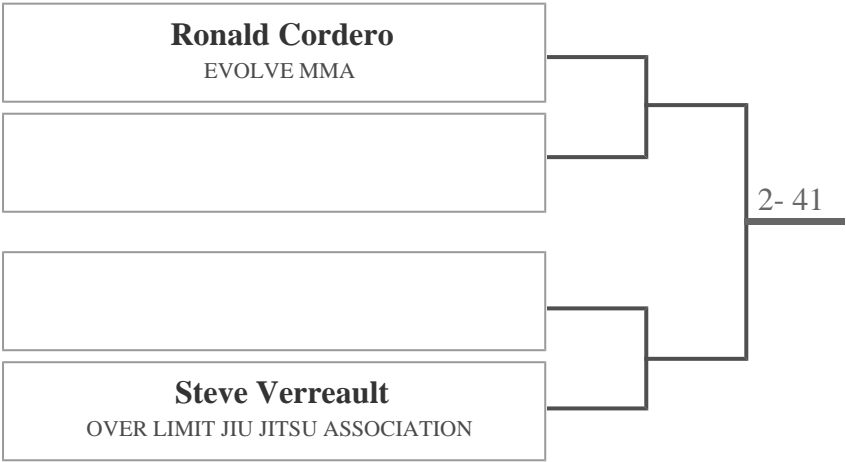 Ronald Cordero
EVOLVE MMA
2- 41
Steve Verreault
OVER LIMIT JIU JITSU ASSOCIATION